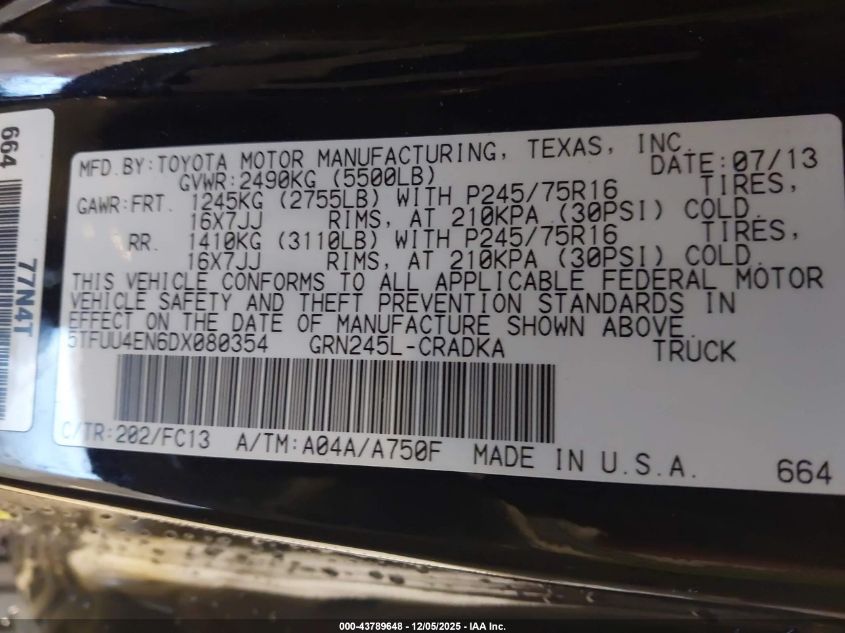 MFD.BY:TOYOTA MOTOR MANUFACTURING, TEXAS, INC. DATE:07/13
GVWR:2490KG (5500LB)
GAWR:FRT. 1245KG (2755LB) WITH P245/75R16 TIRES,
16X7JJ RIMS, AT 210KPA (30PSI) COLD.
RR. 1410KG (3110LB) WITH P245/75R16 TIRES,
16X7JJ RIMS, AT 210KPA (30PSI) COLD.
THIS VEHICLE CONFORMS TO ALL APPLICABLE FEDERAL MOTOR
VEHICLE SAFETY AND THEFT PREVENTION STANDARDS IN
EFFECT ON THE DATE OF MANUFACTURE SHOWN ABOVE.
5TFUU4EN6DX080354 GRN245L-CRADKA TRUCK
C/TR:202/FC13 A/TM:A04A/A750F MADE IN U.S.A. 664
664
77N4T
000-43789648 - 12/05/2025 - IAA Inc.